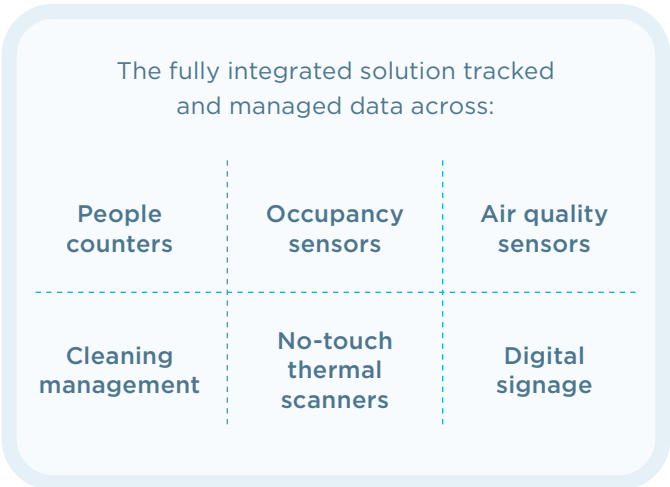 The fully integrated solution tracked
and managed data across:
People
counters
Occupancy
sensors
Air quality
sensors
Cleaning
management
No-touch
thermal
scanners
Digital
signage